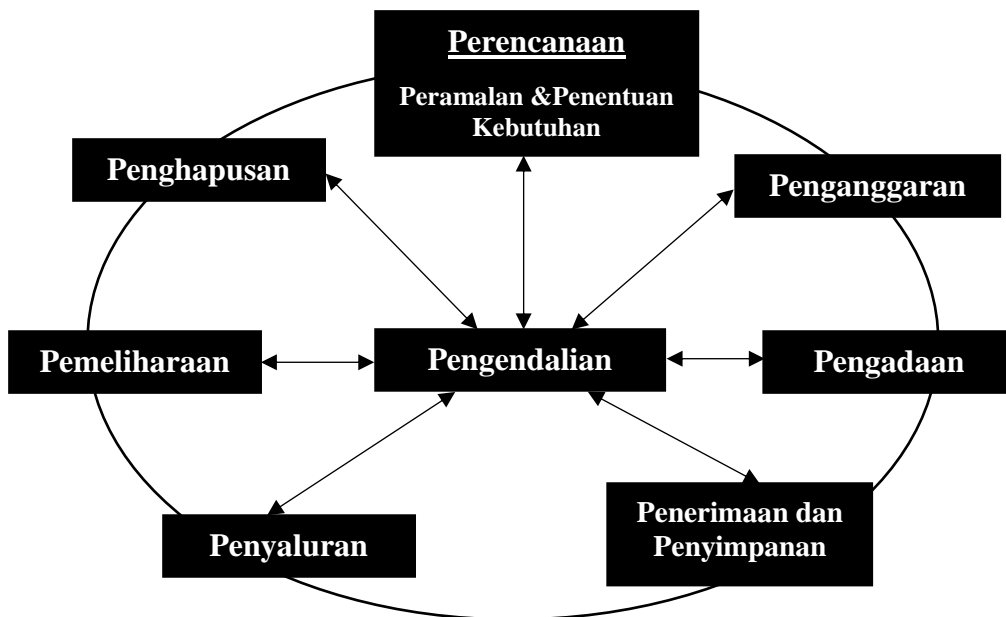 Perencanaan
Peramalan &Penentuan
Kebutuhan
Penghapusan
Penganggaran
Pemeliharaan
Pengendalian
Pengadaan
Penyaluran
Penerimaan dan
Penyimpanan